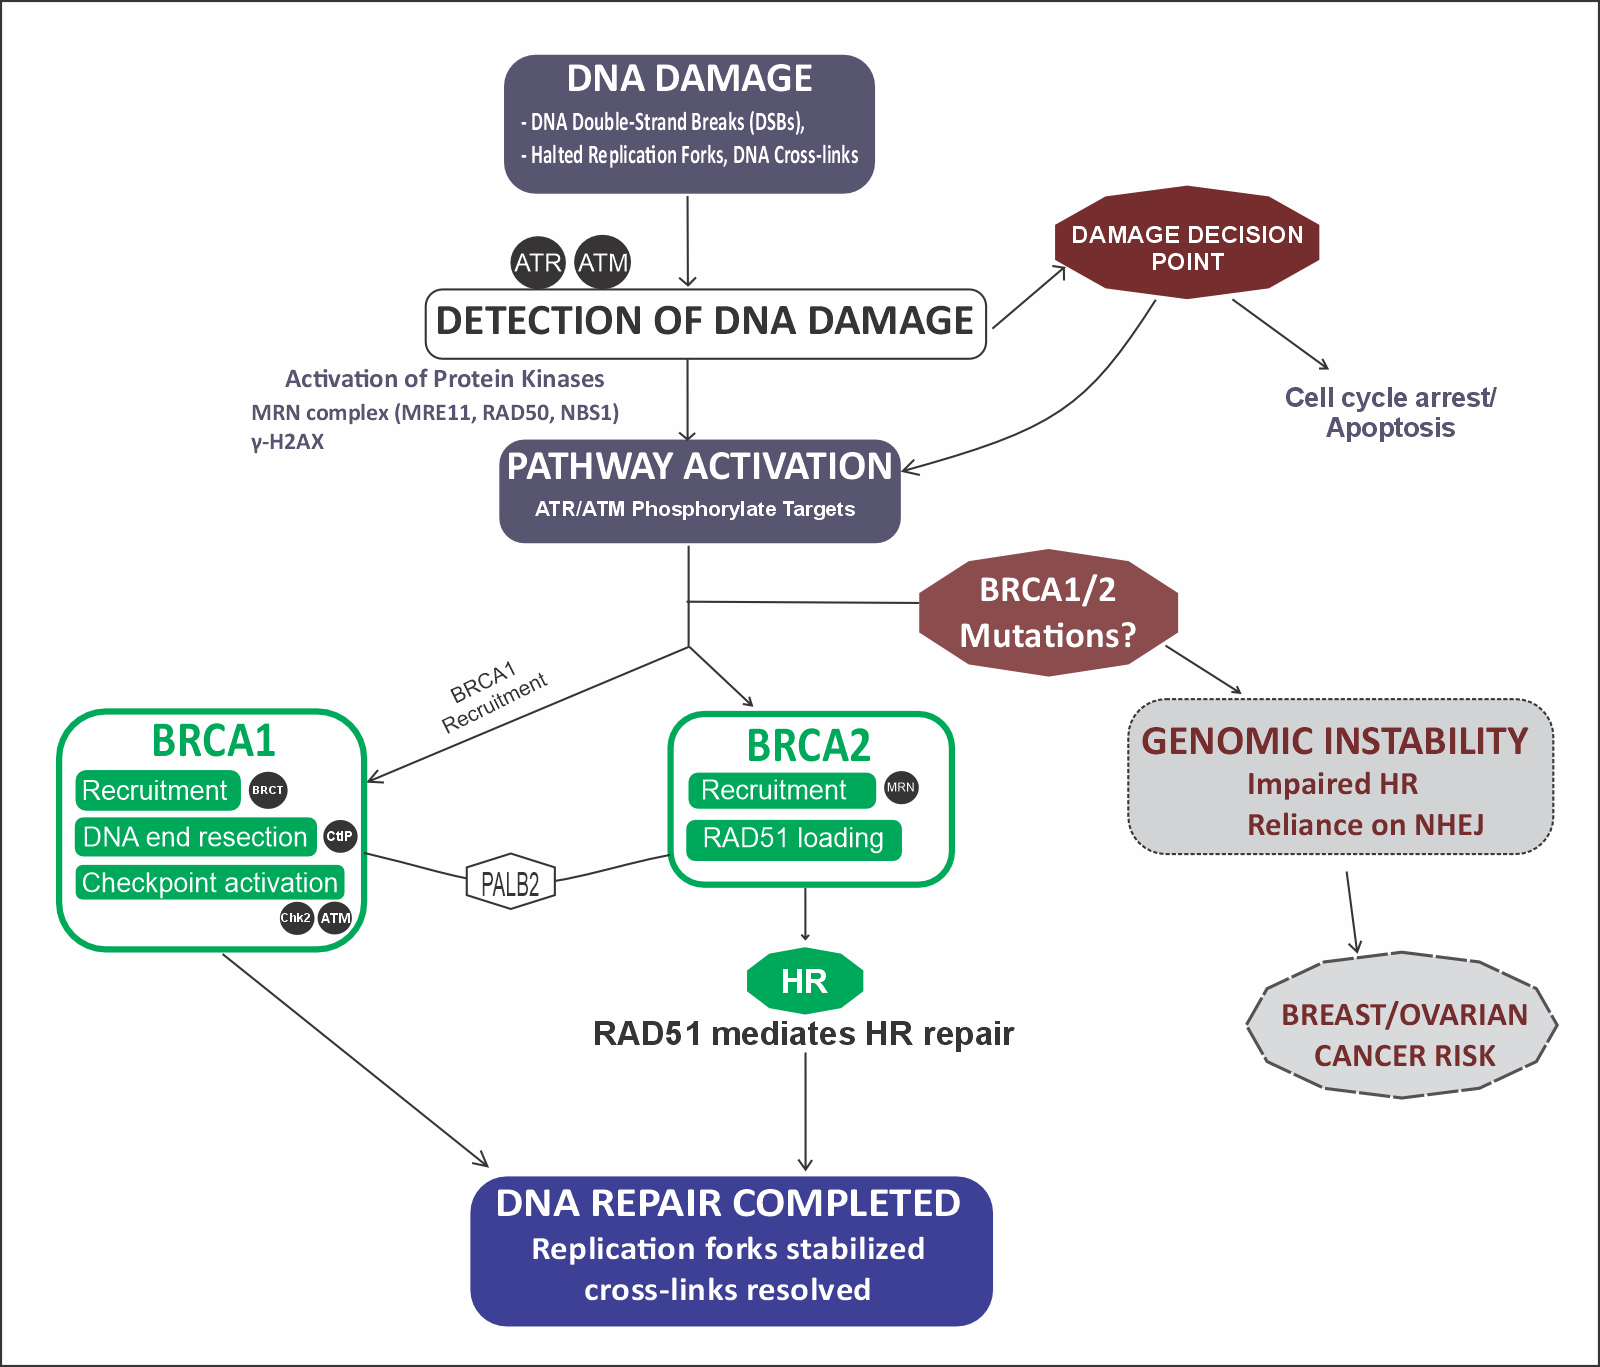 DNA DAMAGE
- DNA Double-Strand Breaks (DSBs),
- Halted Replication Forks, DNA Cross-links
DAMAGE DECISION
POINT
ATR
ATM
DETECTION OF DNA DAMAGE
Activation of Protein Kinases
MRN complex (MRE11, RAD50, NBS1)
γ-H2AX
Cell cycle arrest/
Apoptosis
PATHWAY ACTIVATION
ATR/ATM Phosphorylate Targets
BRCA1/2
Mutations?
BRCA1
Recruitment
BRCA1
Recruitment
BRCT
DNA end resection
CtIP
Checkpoint activation
Chk2
ATM
PALB2
BRCA2
Recruitment
MRN
RAD51 loading
GENOMIC INSTABILITY
Impaired HR
Reliance on NHEJ
HR
RAD51 mediates HR repair
BREAST/OVARIAN
CANCER RISK
DNA REPAIR COMPLETED
Replication forks stabilized
cross-links resolved